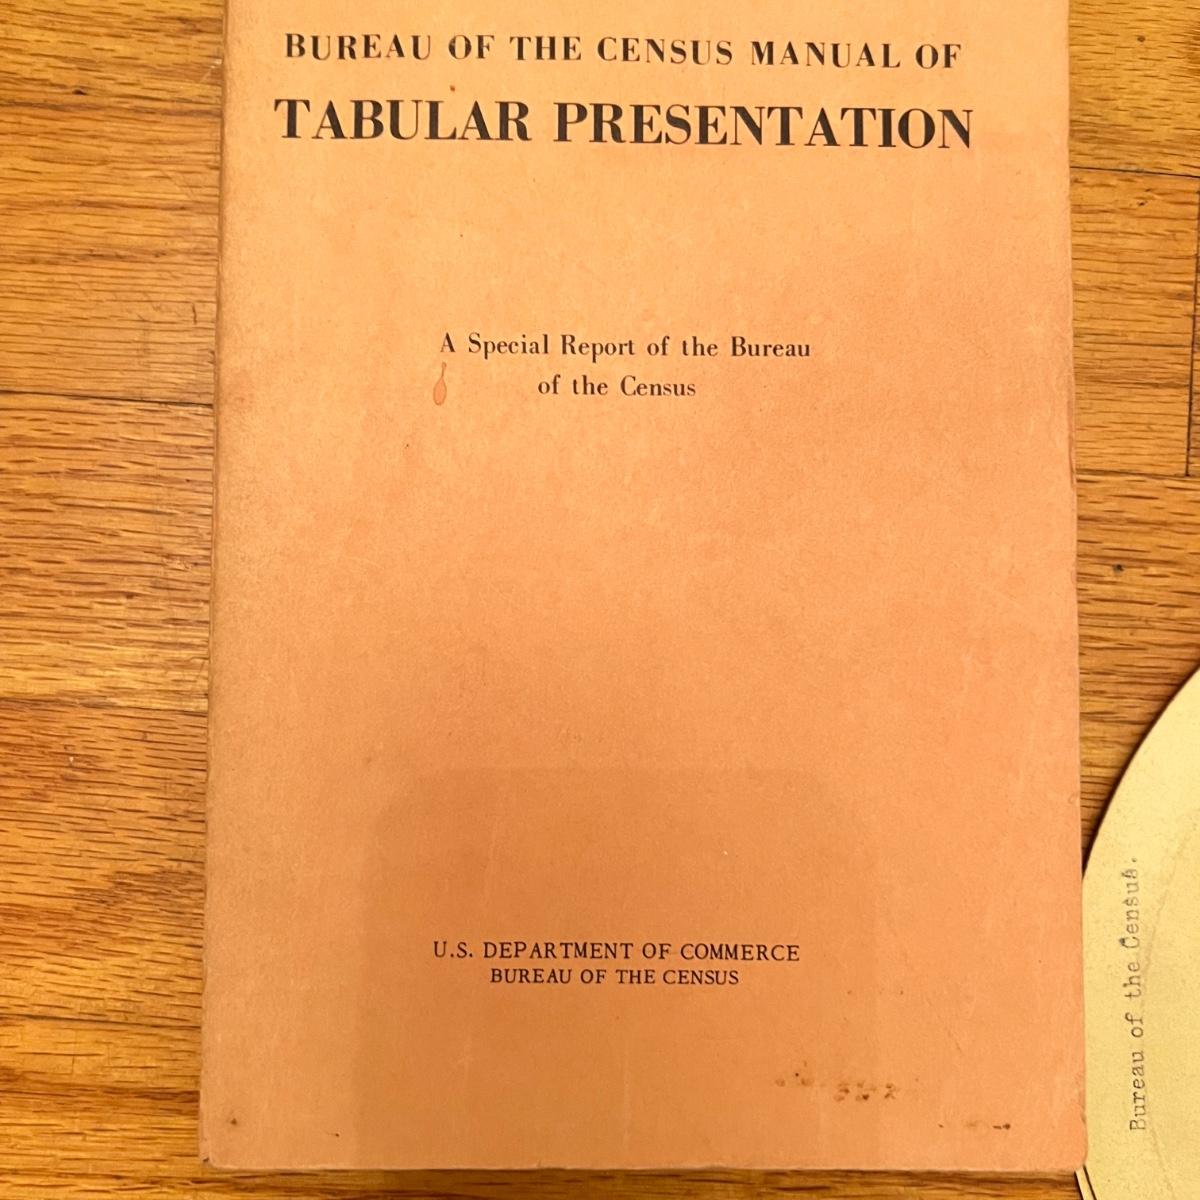 BUREAU OF THE CENSUS MANUAL OF
TABULAR PRESENTATION
A Special Report of the Bureau
of the Census
U.S. DEPARTMENT OF COMMERCE
BUREAU OF THE CENSUS
Bureau of the Census.